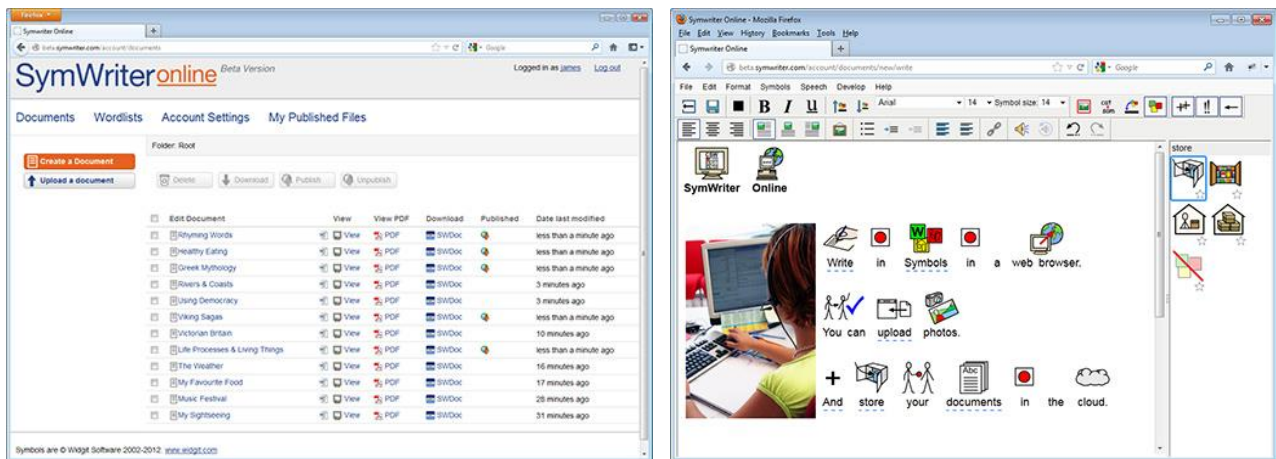 Firefox
SymWriter Online
beta.symwriter.com/account/documents
Google
SymWriter online Beta Version
Logged in as james Log out
Documents Wordlists Account Settings My Published Files
Folder: Root
Create a Document
Upload a document
Delete Download Publish Unpublish
Edit Document View View PDF Download Published Date last modified
Rhyming Words View PDF SWDoc less than a minute ago
Healthy Eating View PDF SWDoc less than a minute ago
Greek Mythology View PDF SWDoc less than a minute ago
Rivers & Coasts View PDF SWDoc 3 minutes ago
Using Democracy View PDF SWDoc 3 minutes ago
Viking Sagas View PDF SWDoc less than a minute ago
Victorian Britain View PDF SWDoc 10 minutes ago
Life Processes & Living Things View PDF SWDoc less than a minute ago
The Weather View PDF SWDoc 16 minutes ago
My Favourite Food View PDF SWDoc 17 minutes ago
Music Festival View PDF SWDoc 28 minutes ago
My Sightseeing View PDF SWDoc 31 minutes ago
Symbols are © Widgit Software 2002-2012 www.widgit.com
Symwriter Online - Mozilla Firefox
File Edit View History Bookmarks Tools Help
Symwriter Online
beta.symwriter.com/account/documents/new/write
Google
File Edit Format Symbols Speech Develop Help
B I U Arial 14 Symbol size: 14
store
SymWriter Online
Write in Symbols in a web browser.
You can upload photos.
Abc
And store your documents in the cloud.